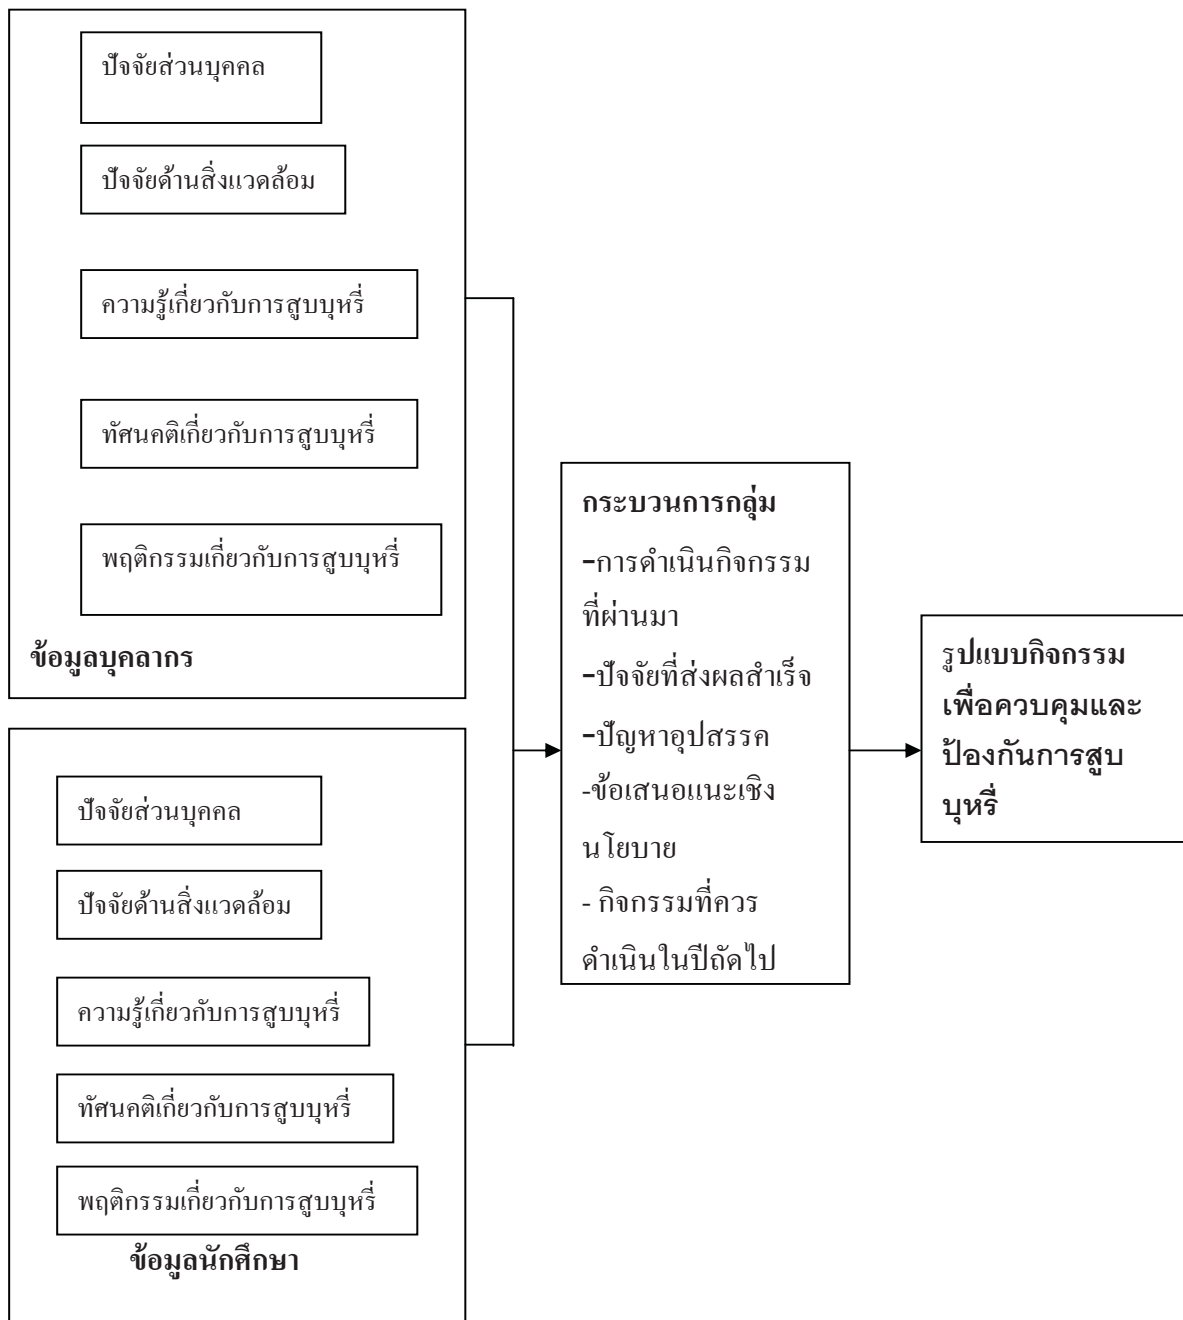 ปัจจัยส่วนบุคคล
ปัจจัยด้านสิ่งแวดล้อม
ความรู้เกี่ยวกับการสูบบุหรี่
ทัศนคติเกี่ยวกับการสูบบุหรี่
พฤติกรรมเกี่ยวกับการสูบบุหรี่
ข้อมูลบุคลากร
ปัจจัยส่วนบุคคล
ปัจจัยด้านสิ่งแวดล้อม
ความรู้เกี่ยวกับการสูบบุหรี่
ทัศนคติเกี่ยวกับการสูบบุหรี่
พฤติกรรมเกี่ยวกับการสูบบุหรี่
ข้อมูลนักศึกษา
กระบวนการกลุ่ม
-การดำเนินกิจกรรม
ที่ผ่านมา
-ปัจจัยที่ส่งผลสำเร็จ
-ปัญหาอุปสรรค
-ข้อเสนอแนะเชิง
นโยบาย
- กิจกรรมที่ควร
ดำเนินในปีถัดไป
รูปแบบกิจกรรม
เพื่อควบคุมและ
ป้องกันการสูบ
บุหรี่